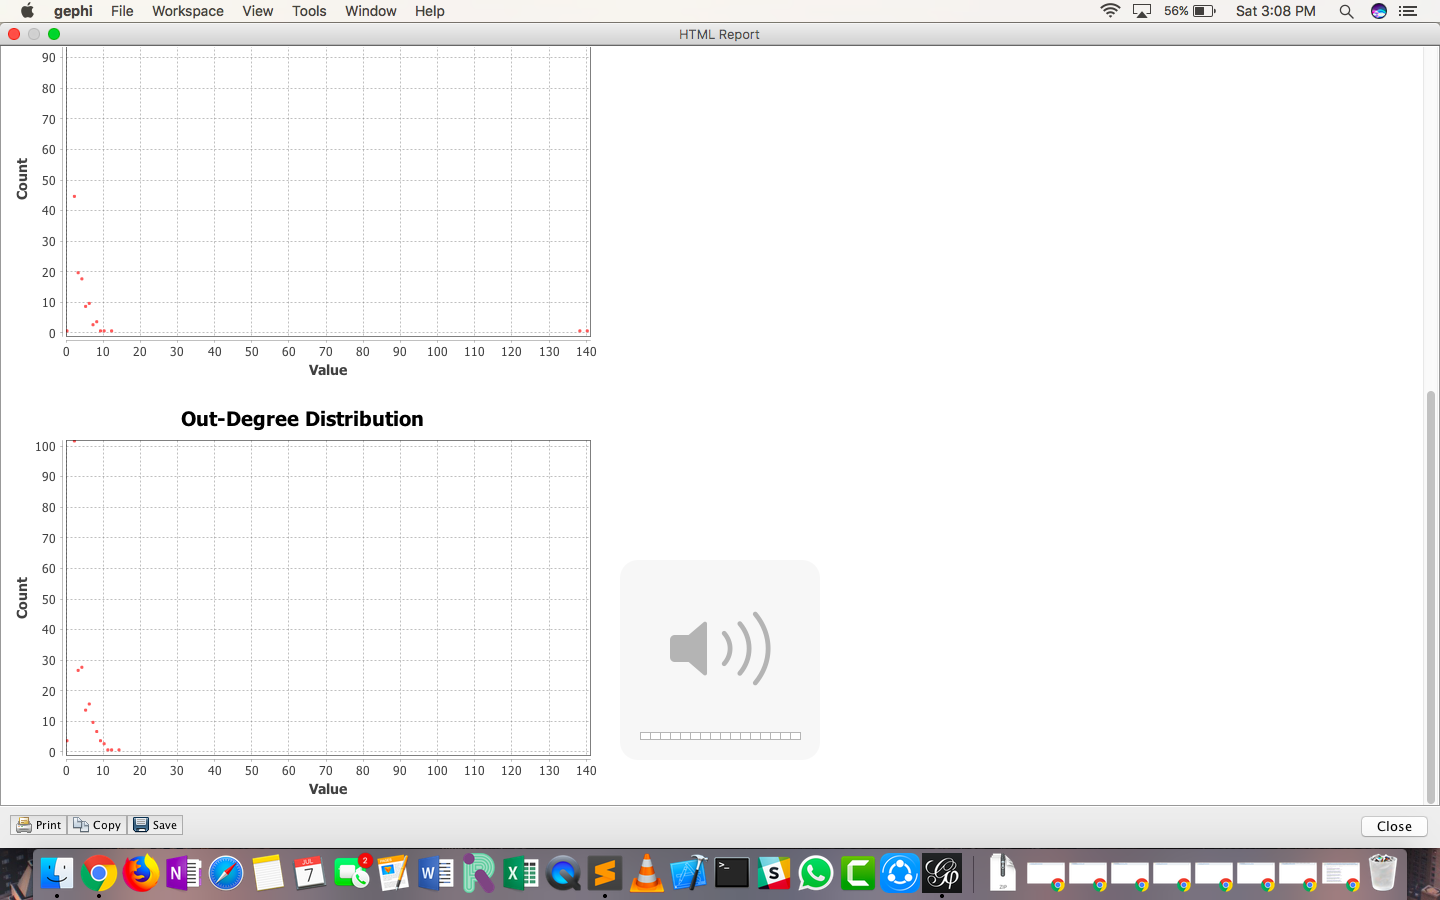 gephi File Workspace View Tools Window Help 56% Sat 3:08 PM
HTML Report
90
80
70
60
50
40
30
20
10
0
Count
0 10 20 30 40 50 60 70 80 90 100 110 120 130 140
Value
Out-Degree Distribution
100
90
80
70
60
50
40
30
20
10
0
Count
0 10 20 30 40 50 60 70 80 90 100 110 120 130 140
Value
Print Copy Save Close
N JUL 7 2 W X S >_ S C Gp ZIP